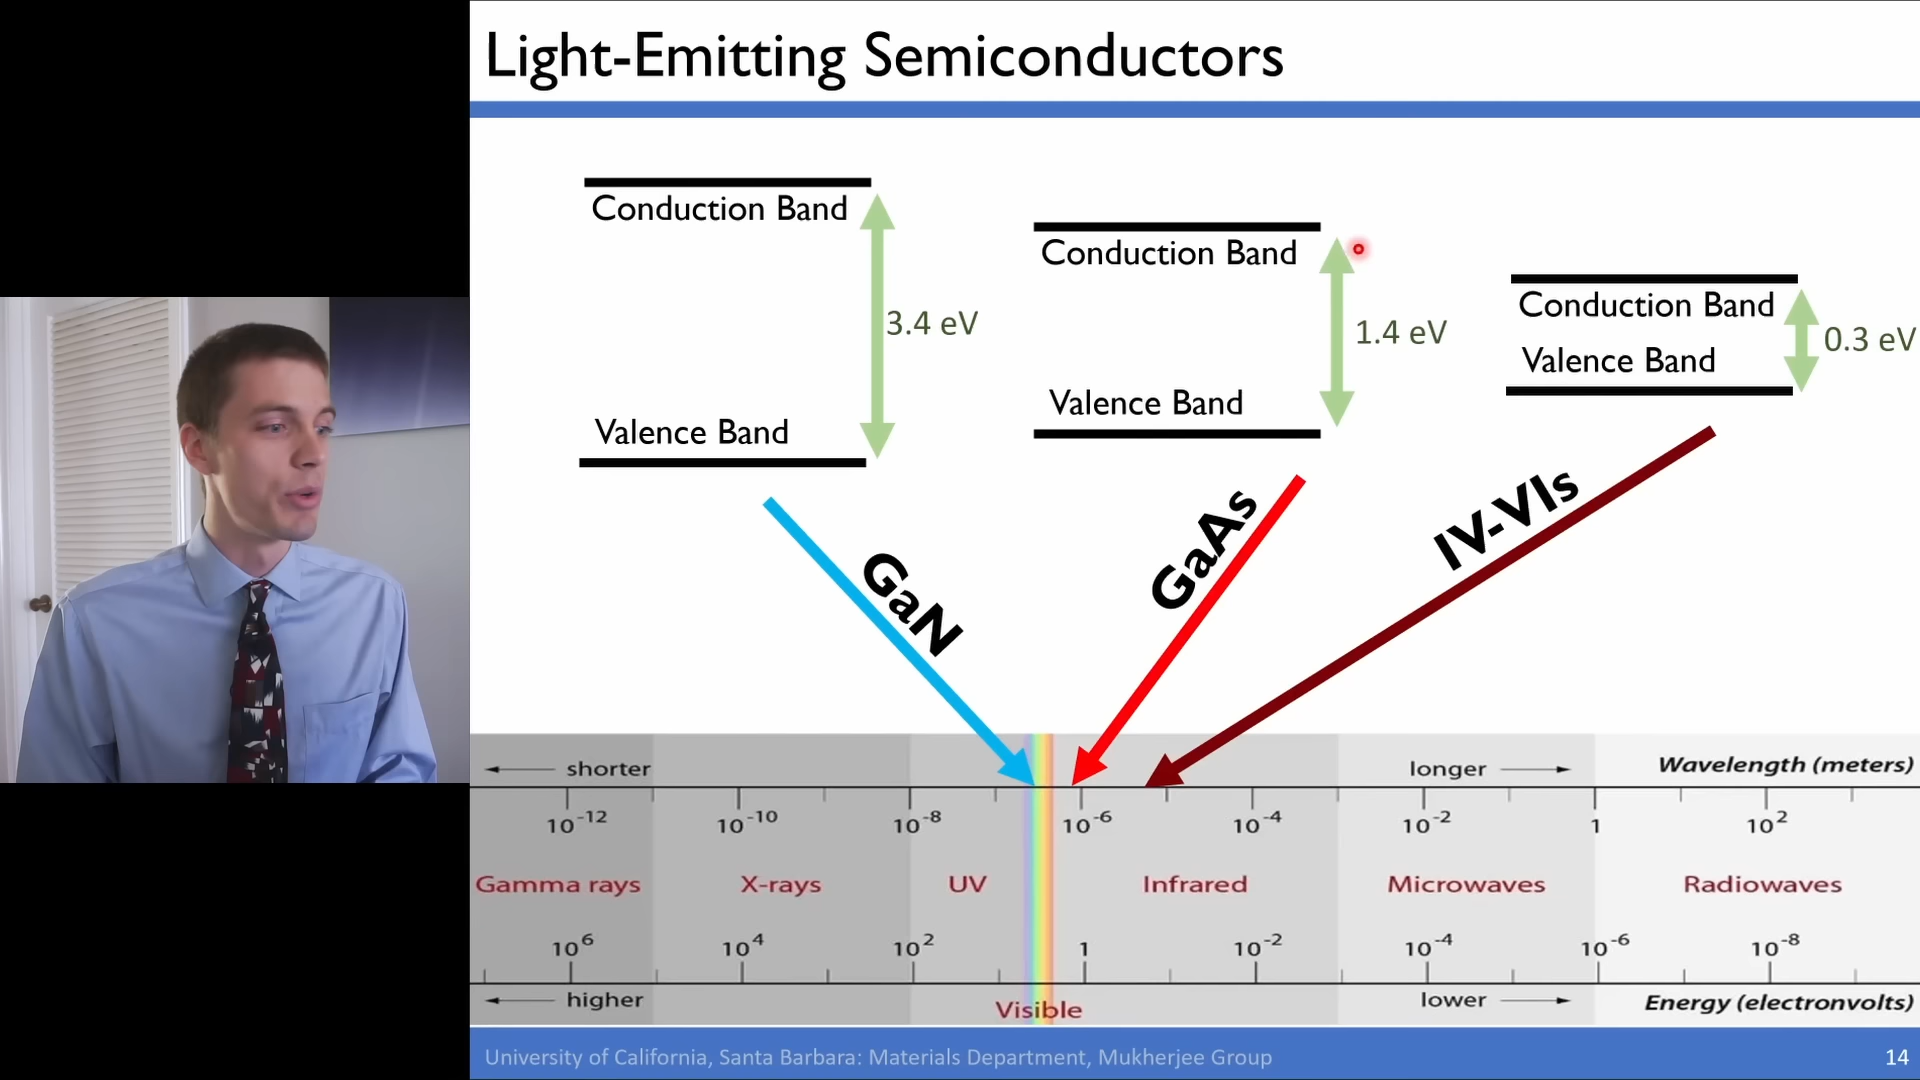 Light-Emitting Semiconductors
Conduction Band
3.4 eV
Valence Band
Conduction Band
1.4 eV
Valence Band
Conduction Band
0.3 eV
Valence Band
GaN
GaAs
IV-VIs
shorter
longer
Wavelength (meters)
10-12
10-10
10-8
10-6
10-4
10-2
1
102
Gamma rays
X-rays
UV
Infrared
Microwaves
Radiowaves
106
104
102
1
10-2
10-4
10-6
10-8
higher
Visible
lower
Energy (electronvolts)
University of California, Santa Barbara: Materials Department, Mukherjee Group
14